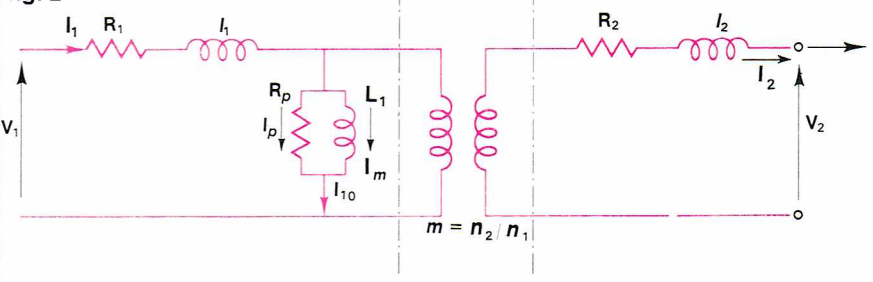 I₁ R₁ l₁ R₂ l₂
I₂
Rₚ L₁
V₁ Iₚ V₂
Iₘ
I₁₀
m = n₂/n₁